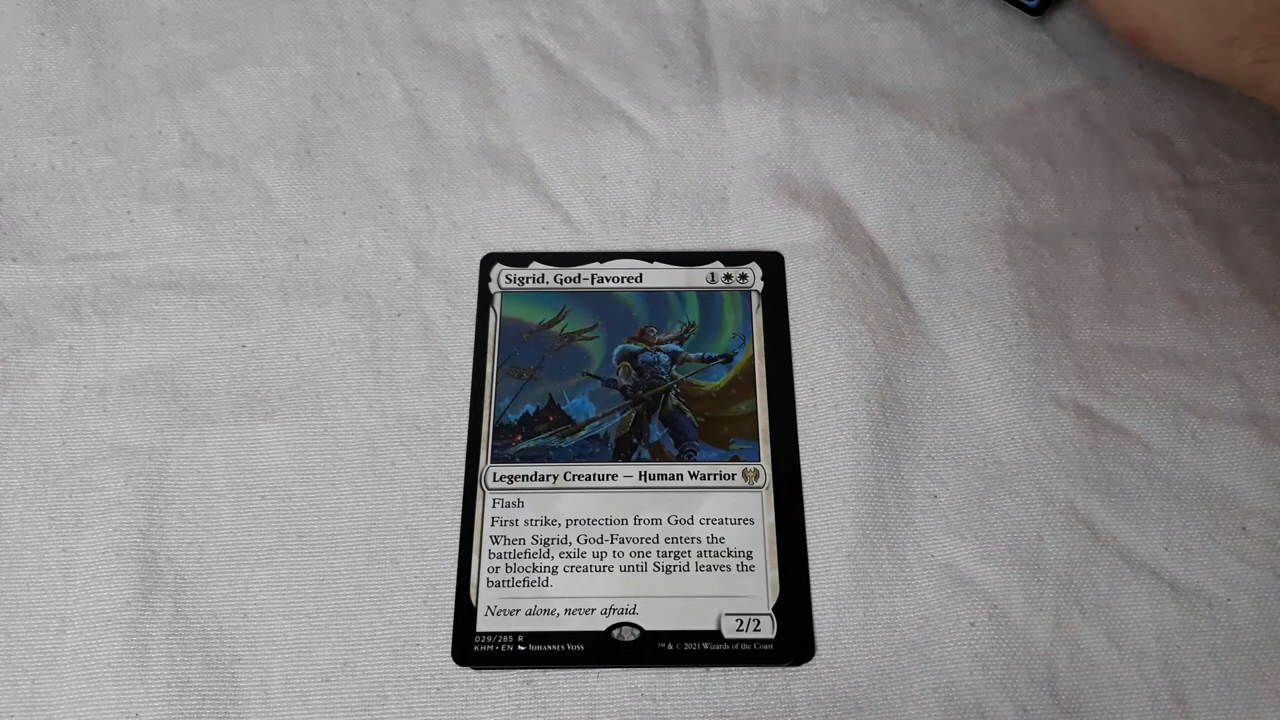 Sigrid, God-Favored 1
Legendary Creature — Human Warrior
Flash
First strike, protection from God creatures
When Sigrid, God-Favored enters the
battlefield, exile up to one target attacking
or blocking creature until Sigrid leaves the
battlefield.
Never alone, never afraid.
2/2
029/285 R
KHM • EN Johannes Voss
™ & © 2021 Wizards of the Coast